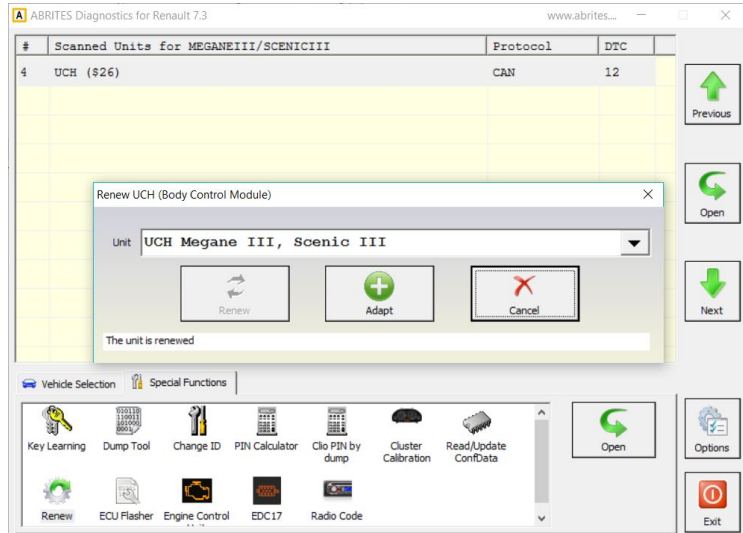 A ABRITES Diagnostics for Renault 7.3 www.abrites....
# Scanned Units for MEGANEIII/SCENICIII Protocol DTC
4 UCH ($26) CAN 12
Previous
Renew UCH (Body Control Module)
Open
Unit UCH Megane III, Scenic III
Renew Adapt Cancel
Next
The unit is renewed
Vehicle Selection Special Functions
Key Learning Dump Tool Change ID PIN Calculator Clio PIN by dump Cluster Calibration Read/Update ConfData
Open
Options
Renew ECU Flasher Engine Control EDC17 Radio Code
Exit